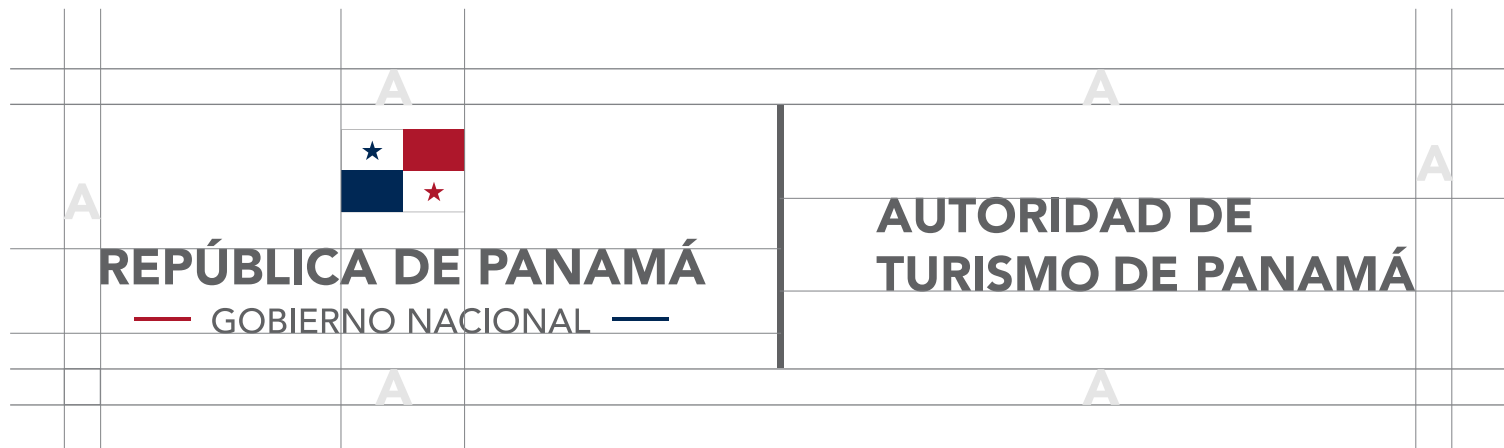 A
A
A
A
REPÚBLICA DE PANAMÁ
GOBIERNO NACIONAL
AUTORIDAD DE
TURISMO DE PANAMÁ
A
A